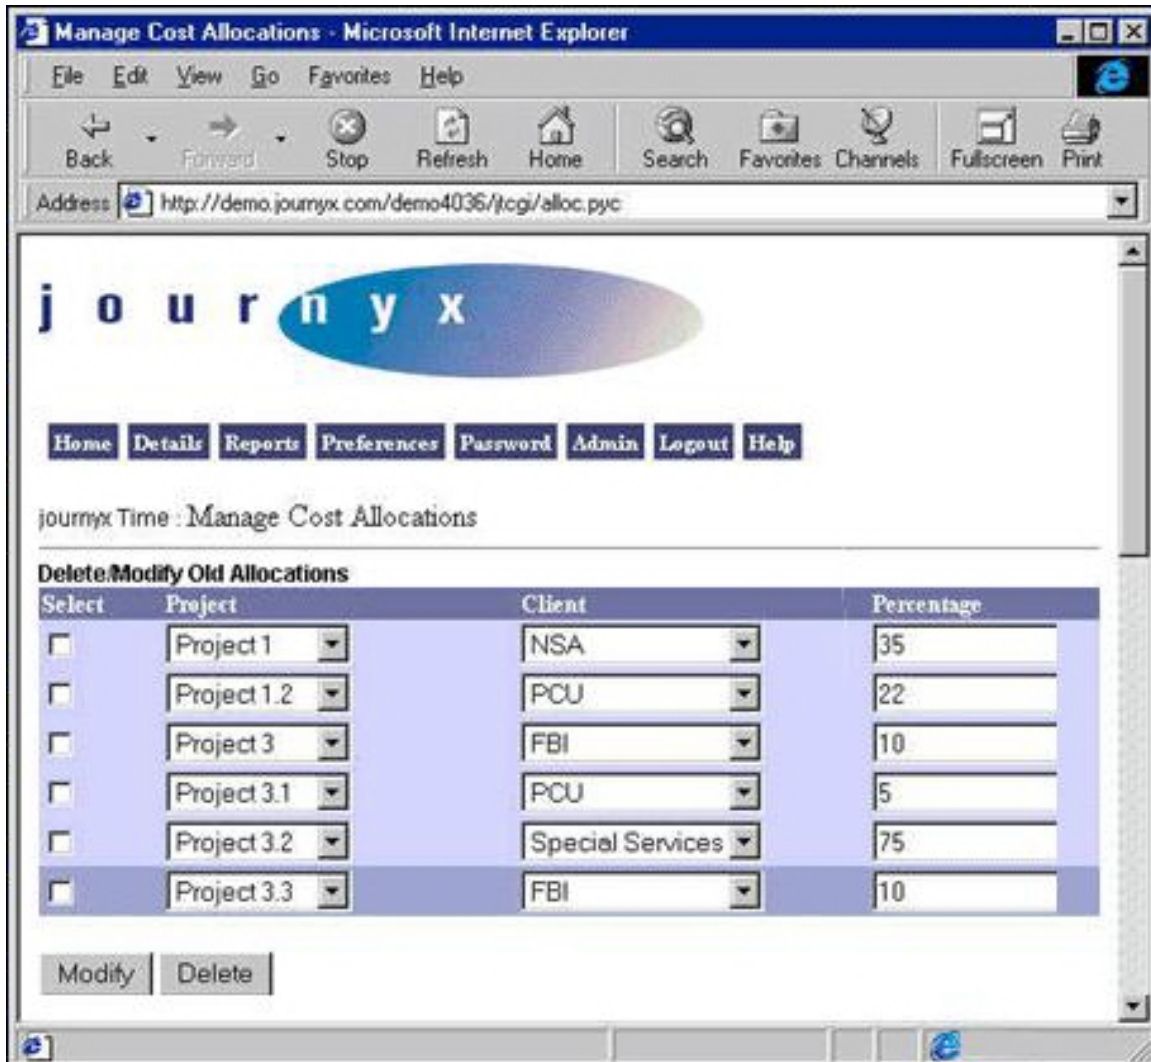 Manage Cost Allocations - Microsoft Internet Explorer
File Edit View Go Favorites Help
Back Forward Stop Refresh Home Search Favorites Channels Fullscreen Print
Address http://demo.journyx.com/demo4036/jtcgi/alloc.pyc
journyx
Home Details Reports Preferences Password Admin Logout Help
journyx Time : Manage Cost Allocations
Delete/Modify Old Allocations
Select Project Client Percentage
Project 1 NSA 35
Project 1.2 PCU 22
Project 3 FBI 10
Project 3.1 PCU 5
Project 3.2 Special Services 75
Project 3.3 FBI 10
Modify Delete